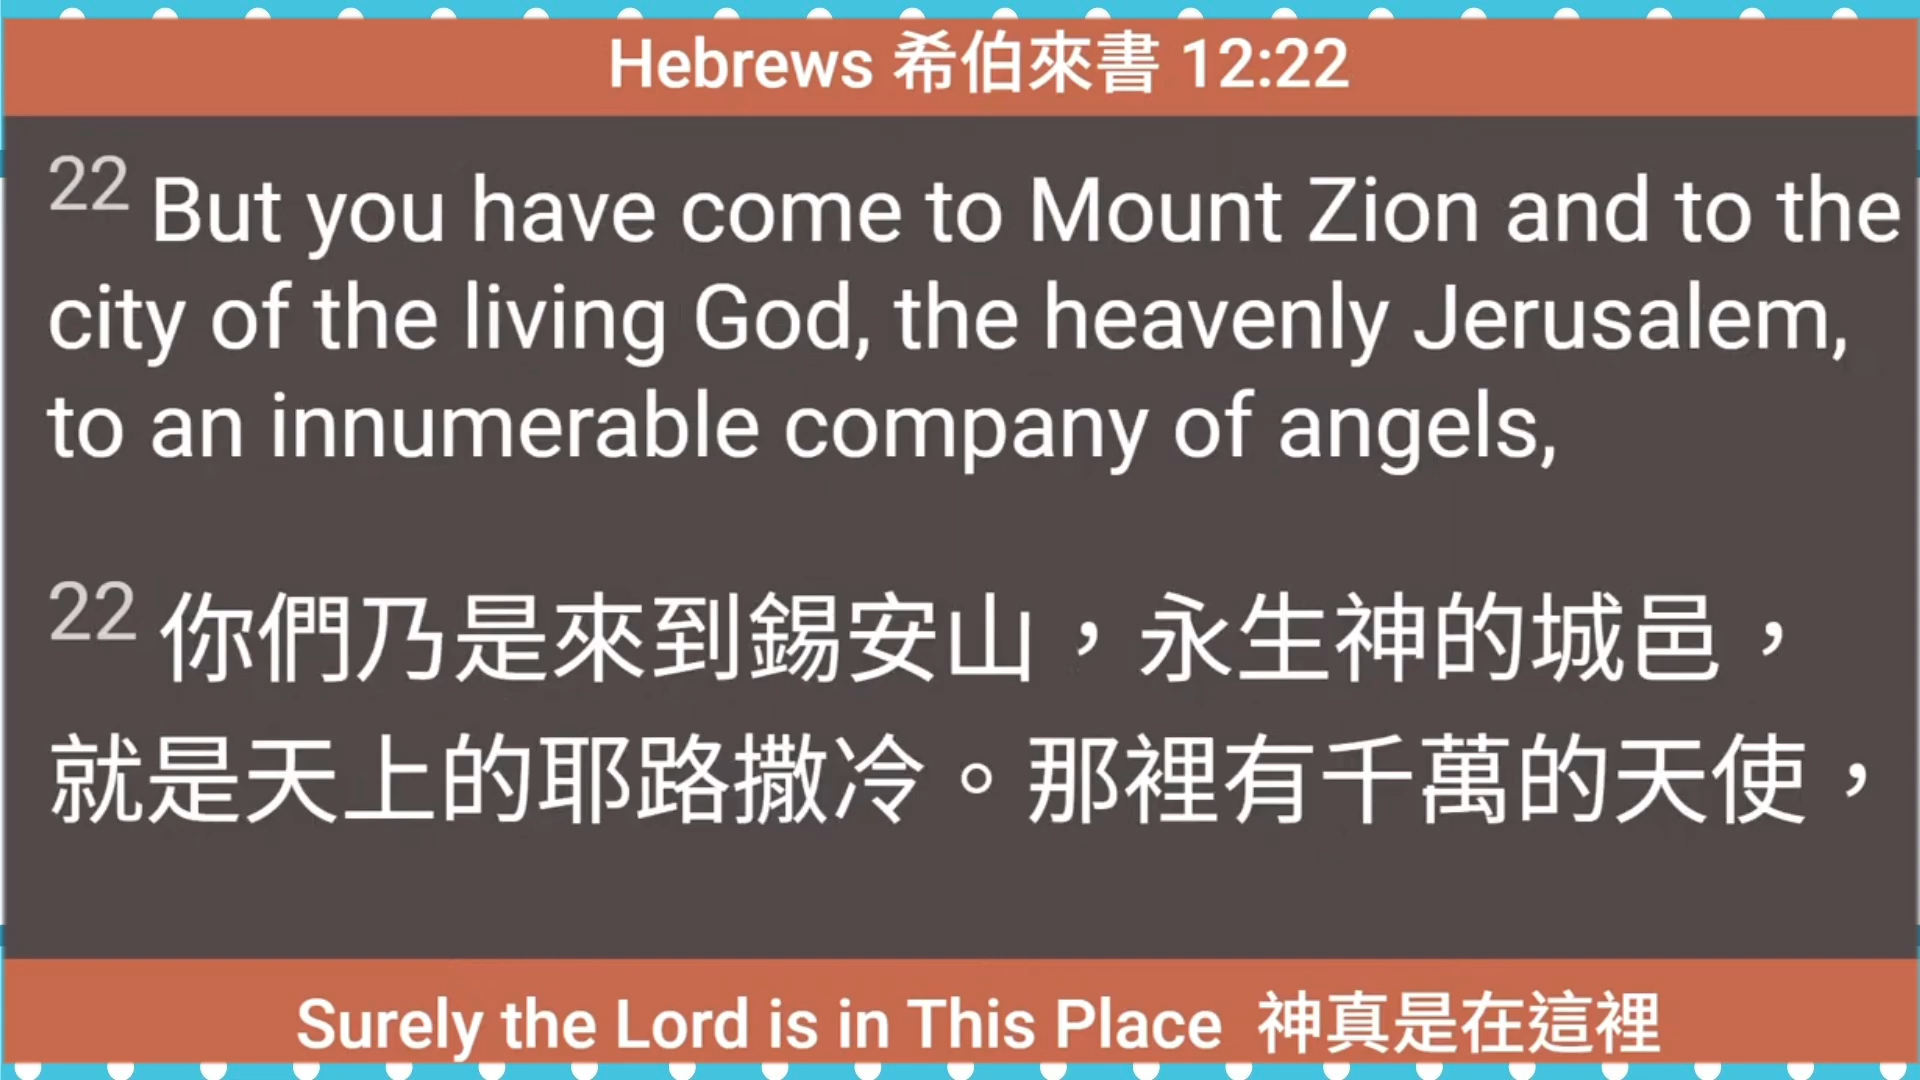 Hebrews 希伯來書 12:22
22 But you have come to Mount Zion and to the
city of the living God, the heavenly Jerusalem,
to an innumerable company of angels,
22 你們乃是來到錫安山，永生神的城邑，
就是天上的耶路撒冷。那裡有千萬的天使，
Surely the Lord is in This Place 神真是在這裡